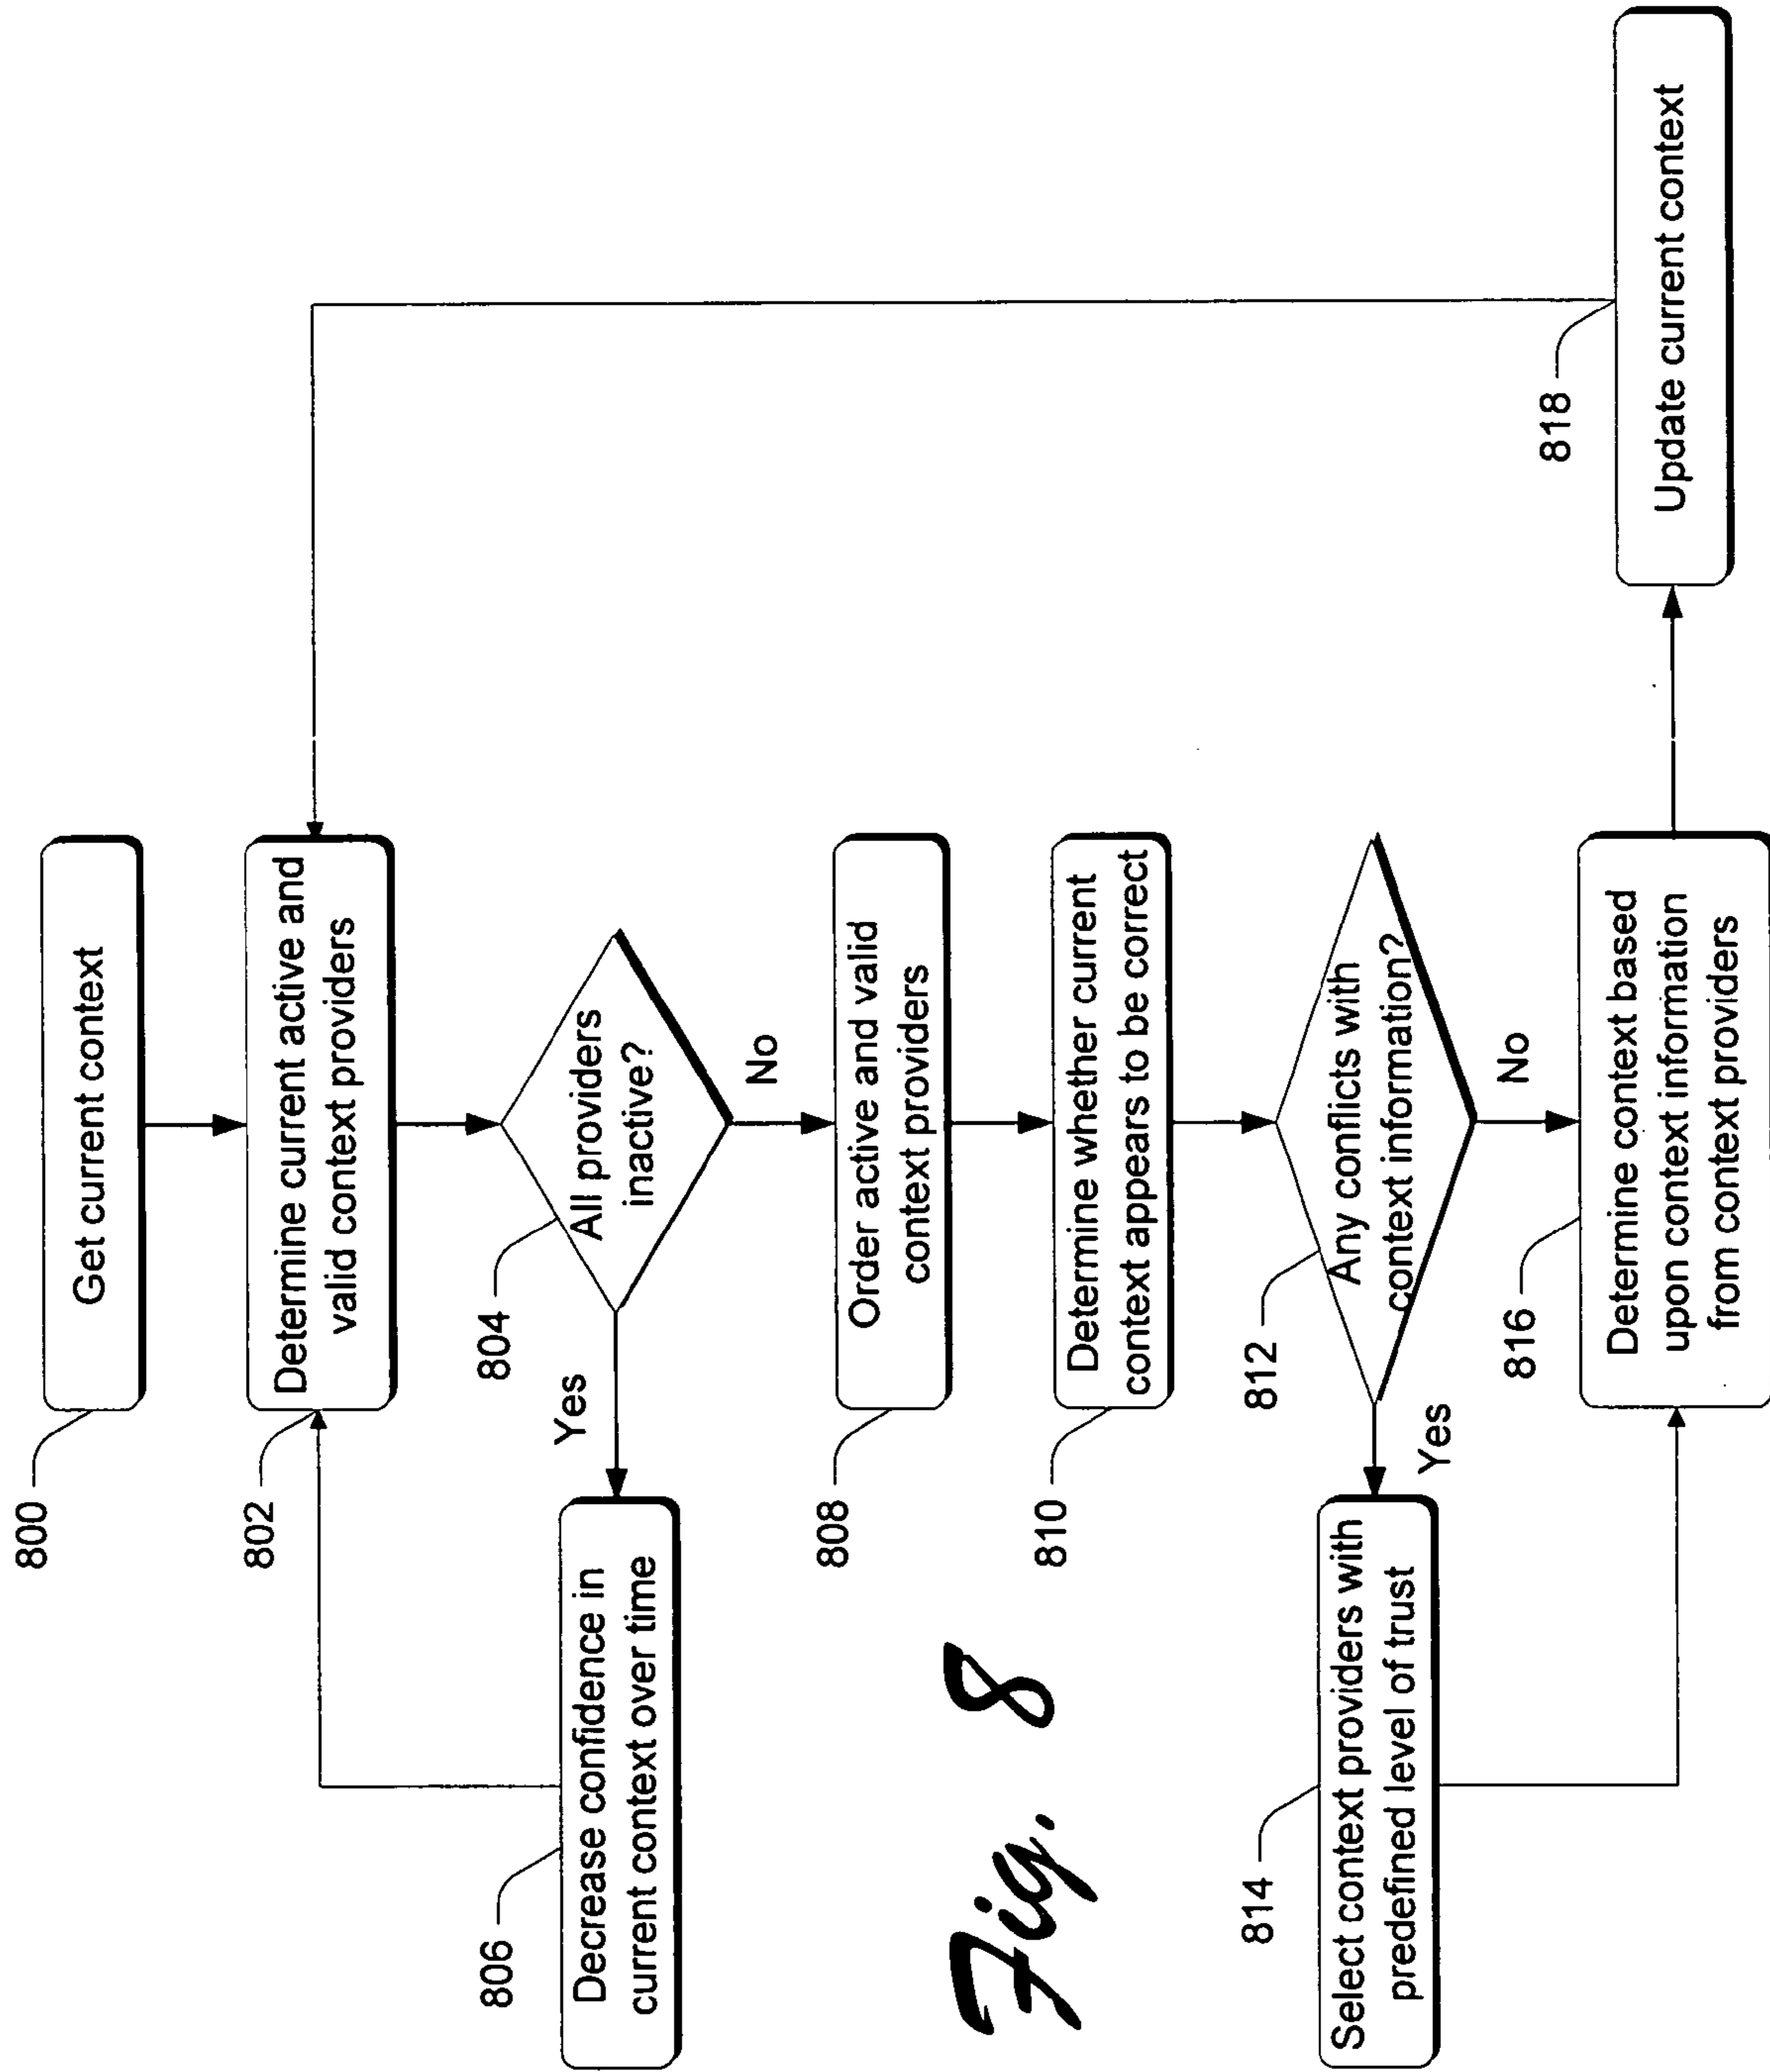 800
Get current context
802
Determine current active and
valid context providers
804
All providers
inactive?
Yes
No
806
Decrease confidence in
current context over time
808
Order active and valid
context providers
810
Determine whether current
context appears to be correct
812
Any conflicts with
context information?
Yes
No
814
Select context providers with
predefined level of trust
816
Determine context based
upon context information
from context providers
818
Update current context
Fig. 8